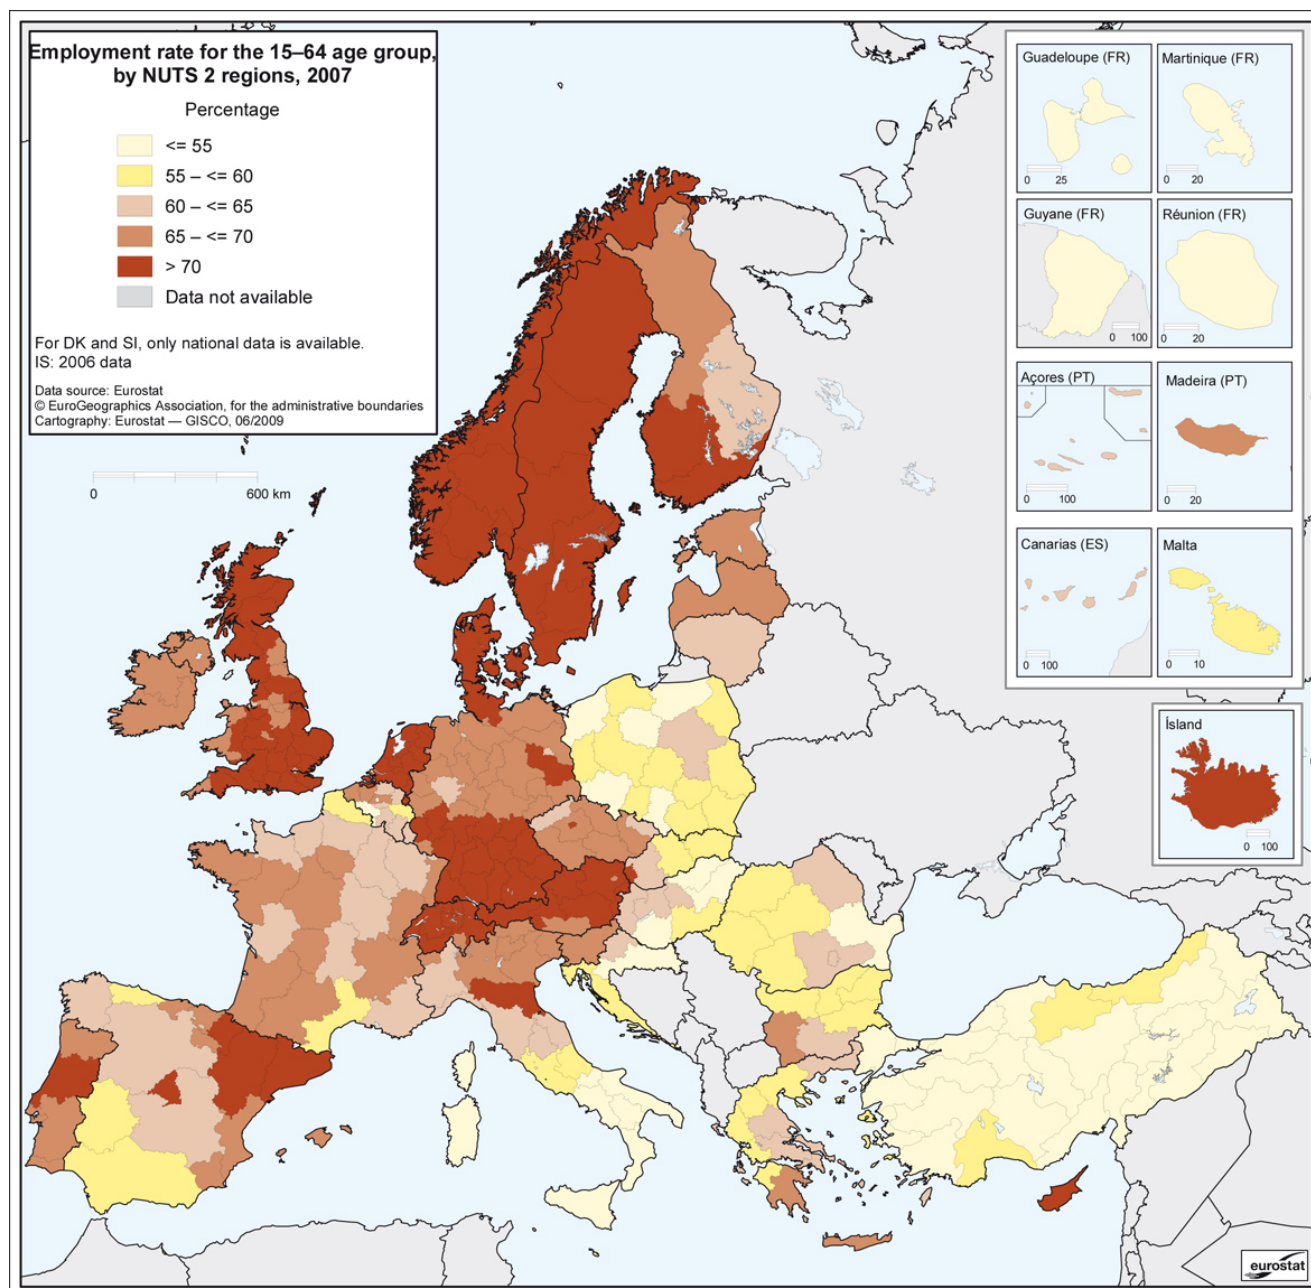 Employment rate for the 15–64 age group,
by NUTS 2 regions, 2007
Percentage
<= 55
55 – <= 60
60 – <= 65
65 – <= 70
> 70
Data not available
For DK and SI, only national data is available.
IS: 2006 data
Data source: Eurostat
© EuroGeographics Association, for the administrative boundaries
Cartography: Eurostat — GISCO, 06/2009
0 600 km
Guadeloupe (FR)
0 25
Martinique (FR)
0 20
Guyane (FR)
0 100
Réunion (FR)
0 20
Açores (PT)
0 100
Madeira (PT)
0 20
Canarias (ES)
0 100
Malta
0 10
Ísland
0 100
eurostat